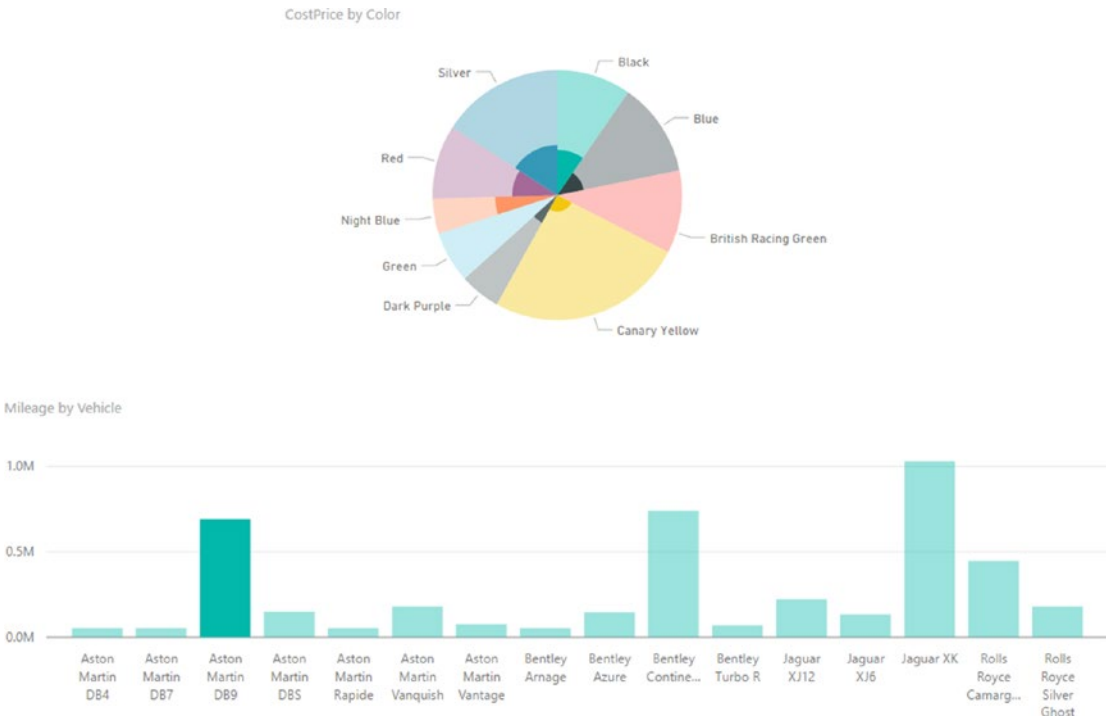 CostPrice by Color
Silver
Black
Blue
Red
Night Blue
British Racing Green
Green
Dark Purple
Canary Yellow
Mileage by Vehicle
1.0M
0.5M
0.0M
Aston Martin DB4
Aston Martin DB7
Aston Martin DB9
Aston Martin DBS
Aston Martin Rapide
Aston Martin Vanquish
Aston Martin Vantage
Bentley Arnage
Bentley Azure
Bentley Contine...
Bentley Turbo R
Jaguar XJ12
Jaguar XJ6
Jaguar XK
Rolls Royce Camarg...
Rolls Royce Silver Ghost